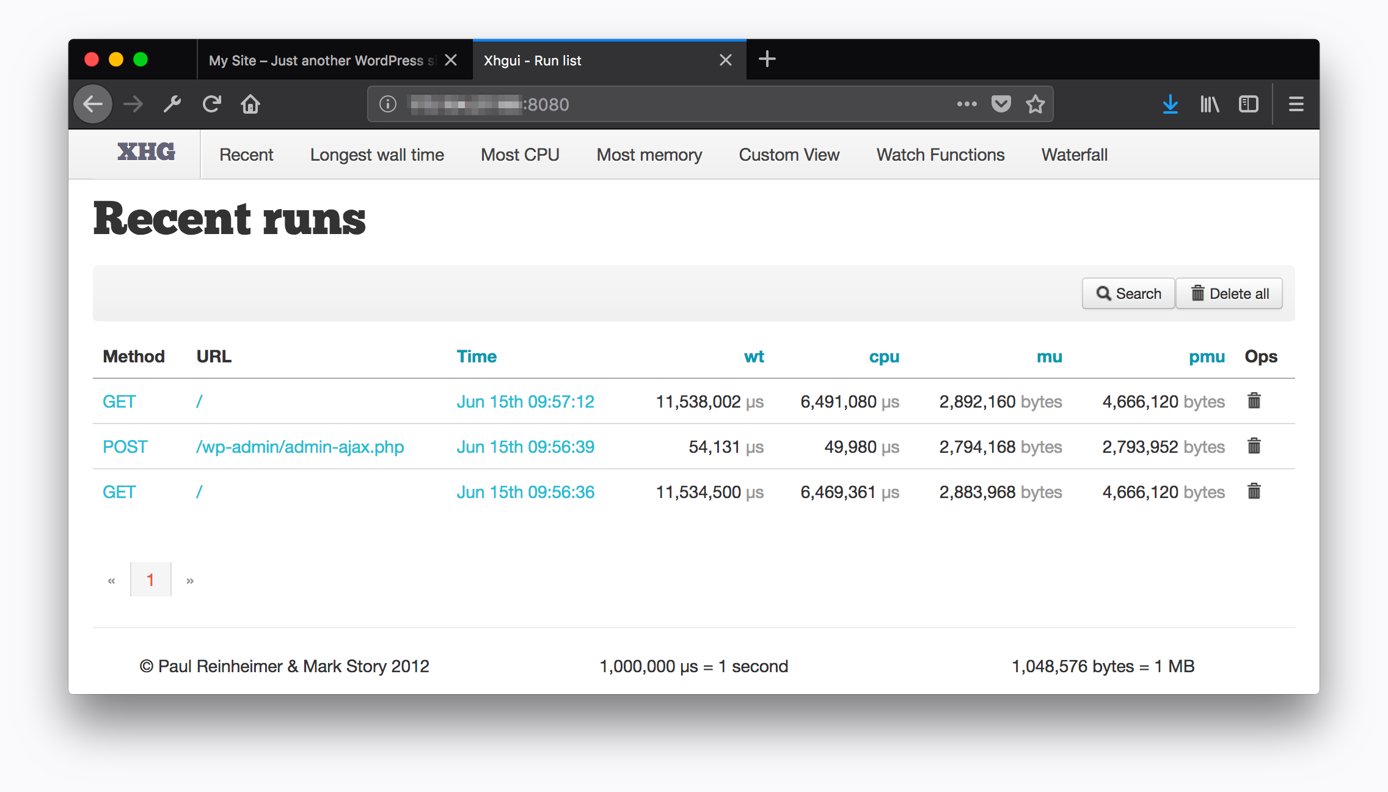 My Site – Just another WordPress s
Xhgui - Run list
:8080
XHG
Recent Longest wall time Most CPU Most memory Custom View Watch Functions Waterfall
Recent runs
Search Delete all
Method URL Time wt cpu mu pmu Ops
GET / Jun 15th 09:57:12 11,538,002 µs 6,491,080 µs 2,892,160 bytes 4,666,120 bytes
POST /wp-admin/admin-ajax.php Jun 15th 09:56:39 54,131 µs 49,980 µs 2,794,168 bytes 2,793,952 bytes
GET / Jun 15th 09:56:36 11,534,500 µs 6,469,361 µs 2,883,968 bytes 4,666,120 bytes
« 1 »
© Paul Reinheimer & Mark Story 2012 1,000,000 µs = 1 second 1,048,576 bytes = 1 MB